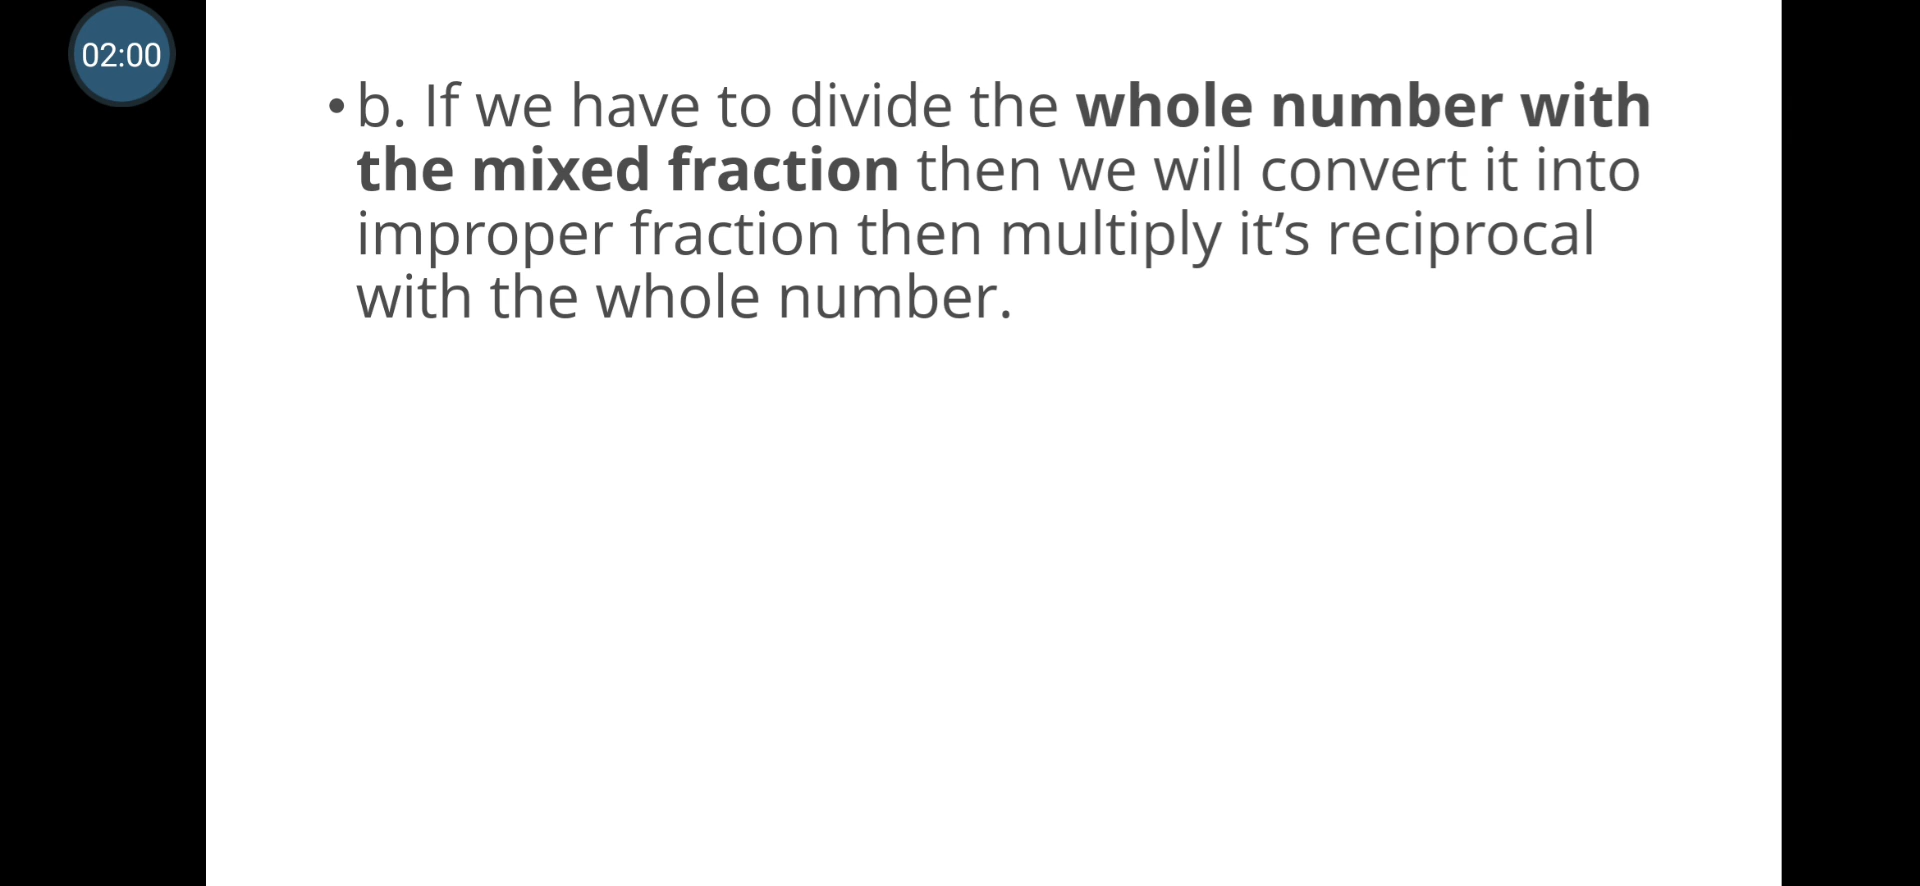 02:00
• b. If we have to divide the whole number with
the mixed fraction then we will convert it into
improper fraction then multiply it’s reciprocal
with the whole number.